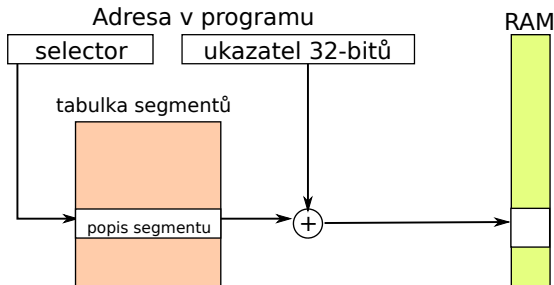 Adresa v programu
RAM
selector
ukazatel 32-bitů
tabulka segmentů
popis segmentu
+